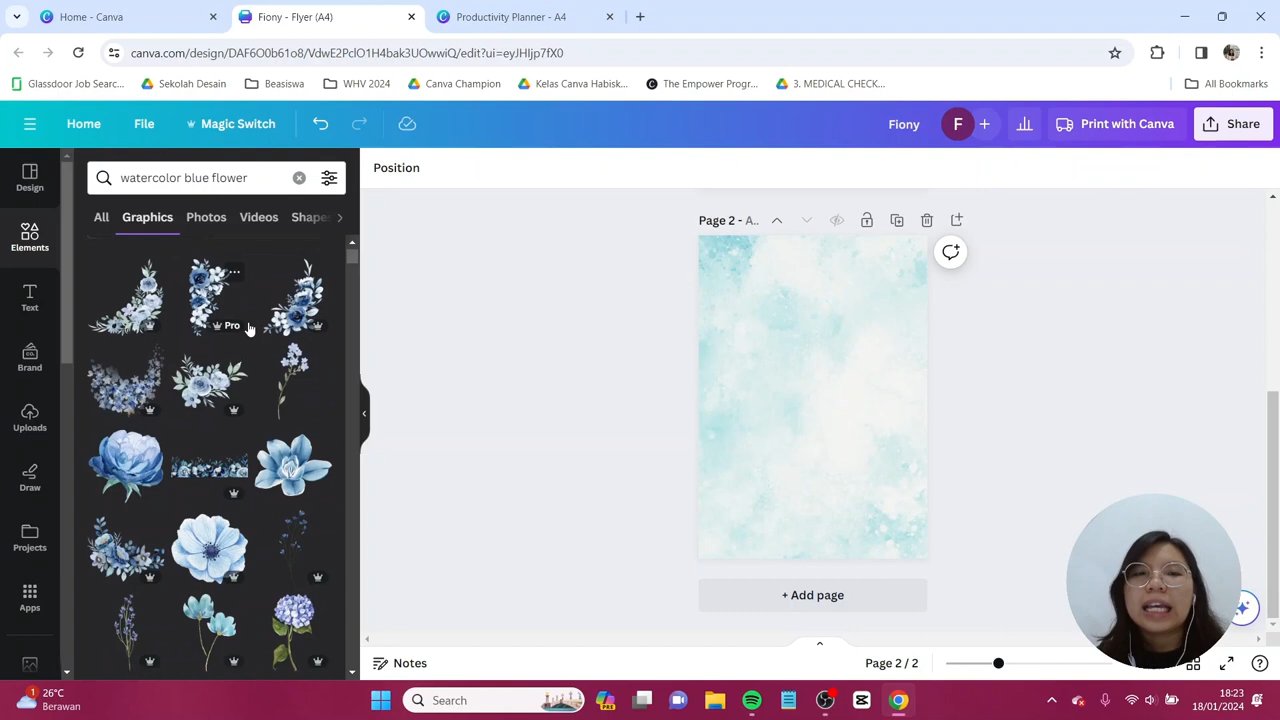 Home - Canva
Fiony - Flyer (A4)
Productivity Planner - A4
canva.com/design/DAF6O0b61o8/VdwE2PclO1H4bak3UOwwiQ/edit?ui=eyJHIjp7fX0
Glassdoor Job Searc...
Sekolah Desain
Beasiswa
WHV 2024
Canva Champion
Kelas Canva Habisk...
The Empower Progr...
3. MEDICAL CHECK...
All Bookmarks
Home
File
Magic Switch
Fiony
F
Print with Canva
Share
Design
Elements
Text
Brand
Uploads
Draw
Projects
Apps
watercolor blue flower
All
Graphics
Photos
Videos
Shape
Pro
Position
Page 2 - A..
+ Add page
Notes
Page 2 / 2
1
26°C
Berawan
Search
PRE
18:23
18/01/2024